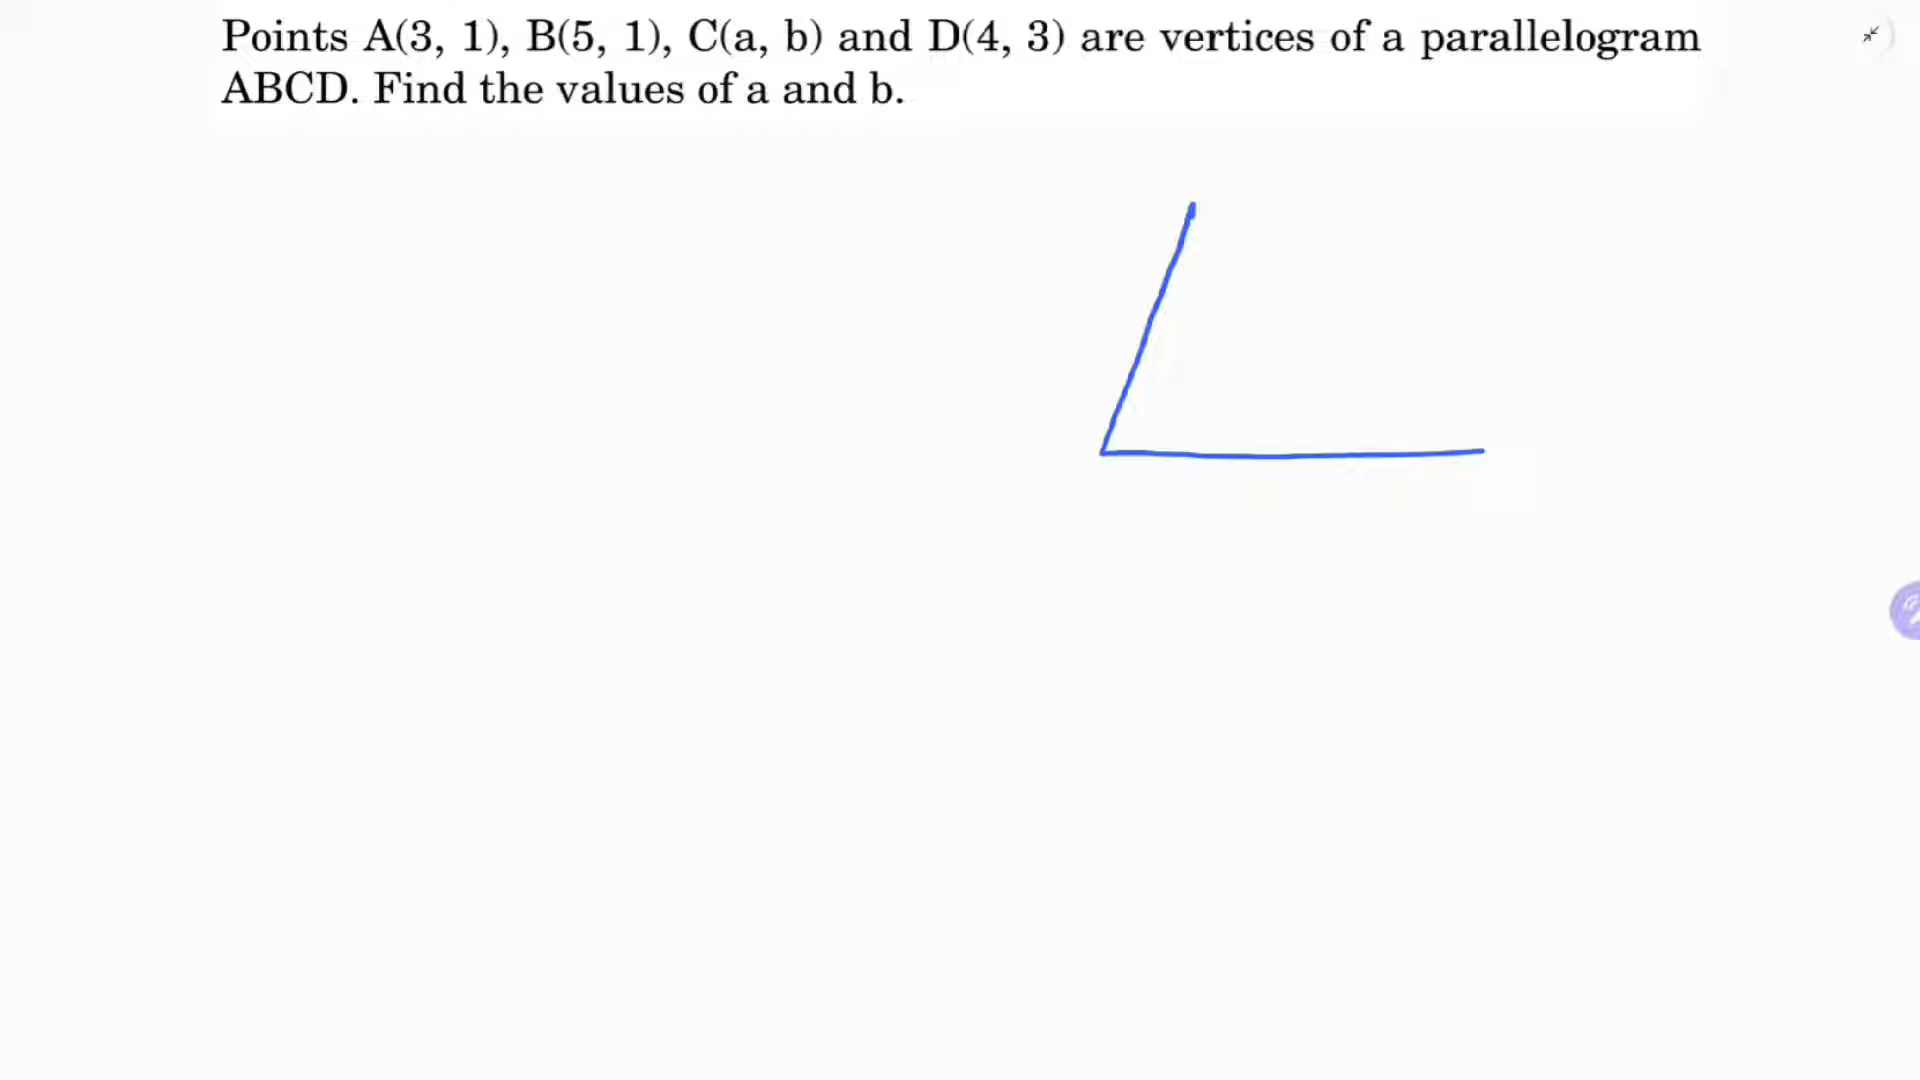 Points A(3, 1), B(5, 1), C(a, b) and D(4, 3) are vertices of a parallelogram
ABCD. Find the values of a and b.